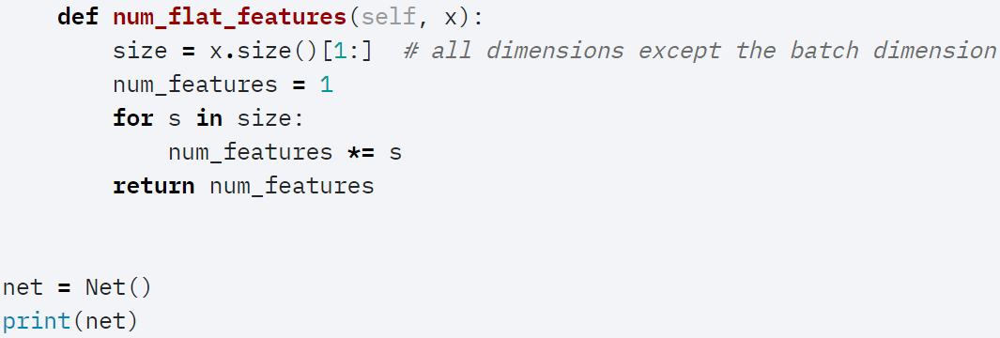 def num_flat_features(self, x):
        size = x.size()[1:]  # all dimensions except the batch dimension
        num_features = 1
        for s in size:
            num_features *= s
        return num_features


net = Net()
print(net)